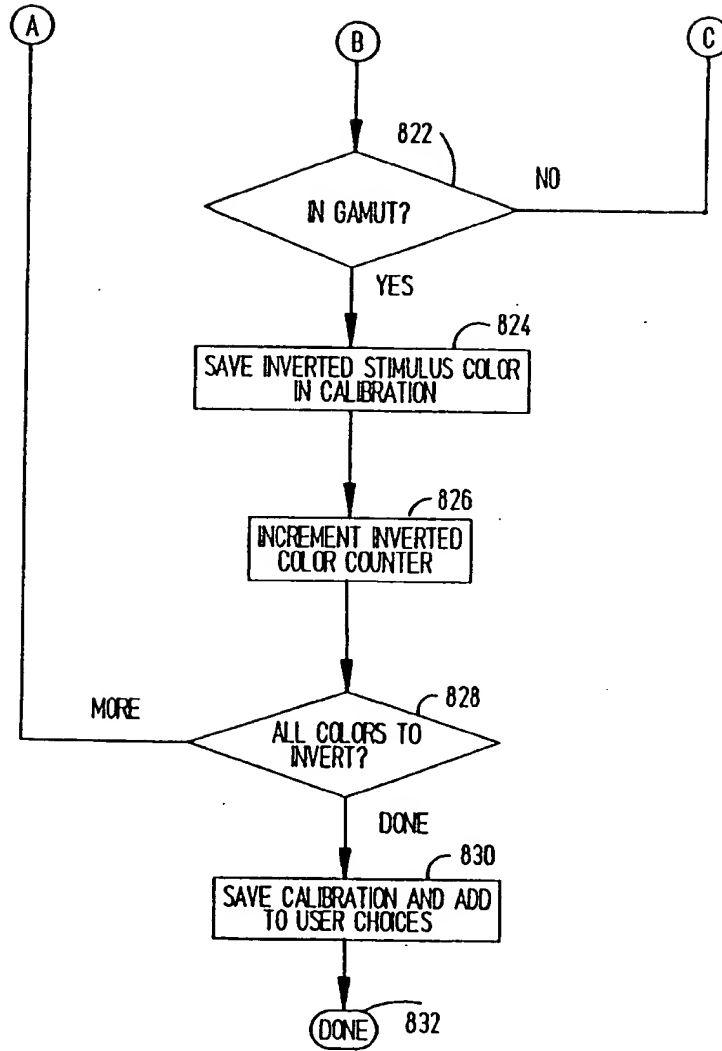 A
B
C
822
NO
IN GAMUT?
YES
824
SAVE INVERTED STIMULUS COLOR
IN CALIBRATION
826
INCREMENT INVERTED
COLOR COUNTER
828
MORE
ALL COLORS TO
INVERT?
DONE
830
SAVE CALIBRATION AND ADD
TO USER CHOICES
DONE
832